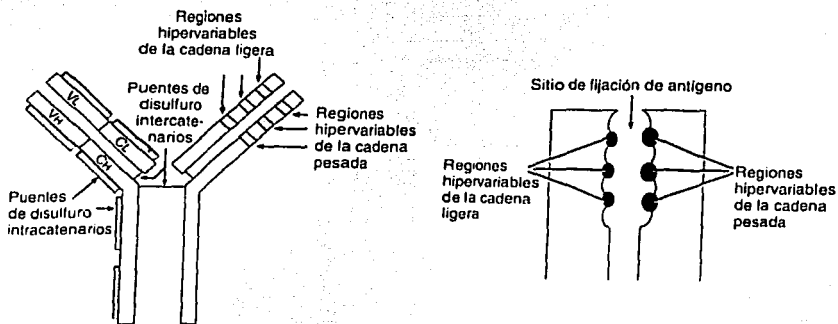 Regiones
hipervariables
de la cadena ligera
Puentes de
disulfuro
intercate-
narios
VL
VH
CL
CH
Regiones
hipervariables
de la cadena
pesada
Puentes
de disulfuro
intracatenarios
Sitio de fijación de antígeno
Regiones
hipervariables
de la cadena
ligera
Regiones
hipervariables
de la cadena
pesada